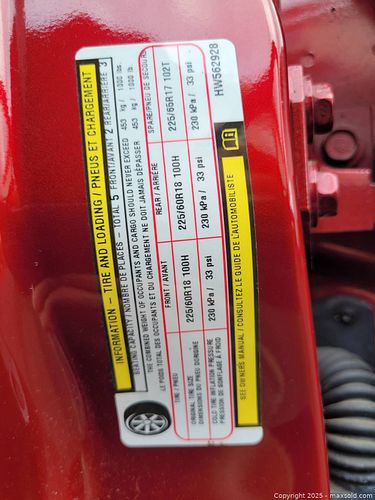 INFORMATION – TIRE AND LOADING / PNEUS ET CHARGEMENT
SEATING CAPACITY / NOMBRE DE PLACES – TOTAL 5 FRONT/AVANT 2 REAR/ARRIÈRE 3
THE COMBINED WEIGHT OF OCCUPANTS AND CARGO SHOULD NEVER EXCEED 453 kg / 1000 lbs.
LE POIDS TOTAL DES OCCUPANTS ET DU CHARGEMENT NE DOIT JAMAIS DÉPASSER 453 kg / 1000 lb.
TIRE / PNEU FRONT / AVANT REAR / ARRIÈRE SPARE/PNEU DE SECOURS
ORIGINAL TIRE SIZE
DIMENSIONS DU PNEU D'ORIGINE
225/60R18 100H 225/60R18 100H 225/65R17 102T
COLD TIRE INFLATION PRESSURE
PRESSION DE GONFLAGE À FROID
230 kPa / 33 psi 230 kPa / 33 psi 230 kPa / 33 psi
SEE OWNERS MANUAL / CONSULTEZ LE GUIDE DE L'AUTOMOBILISTE
HW562928
Copyright 2025 - maxsold.com